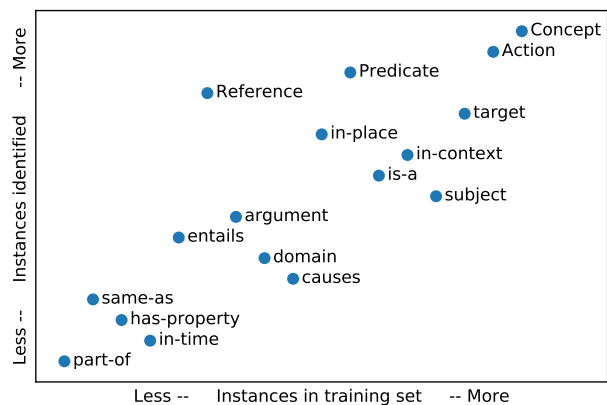 Concept
Action
Predicate
Reference
target
in-place
in-context
is-a
subject
argument
entails
domain
causes
same-as
has-property
in-time
part-of
Less -- Instances identified -- More
Less -- Instances in training set -- More